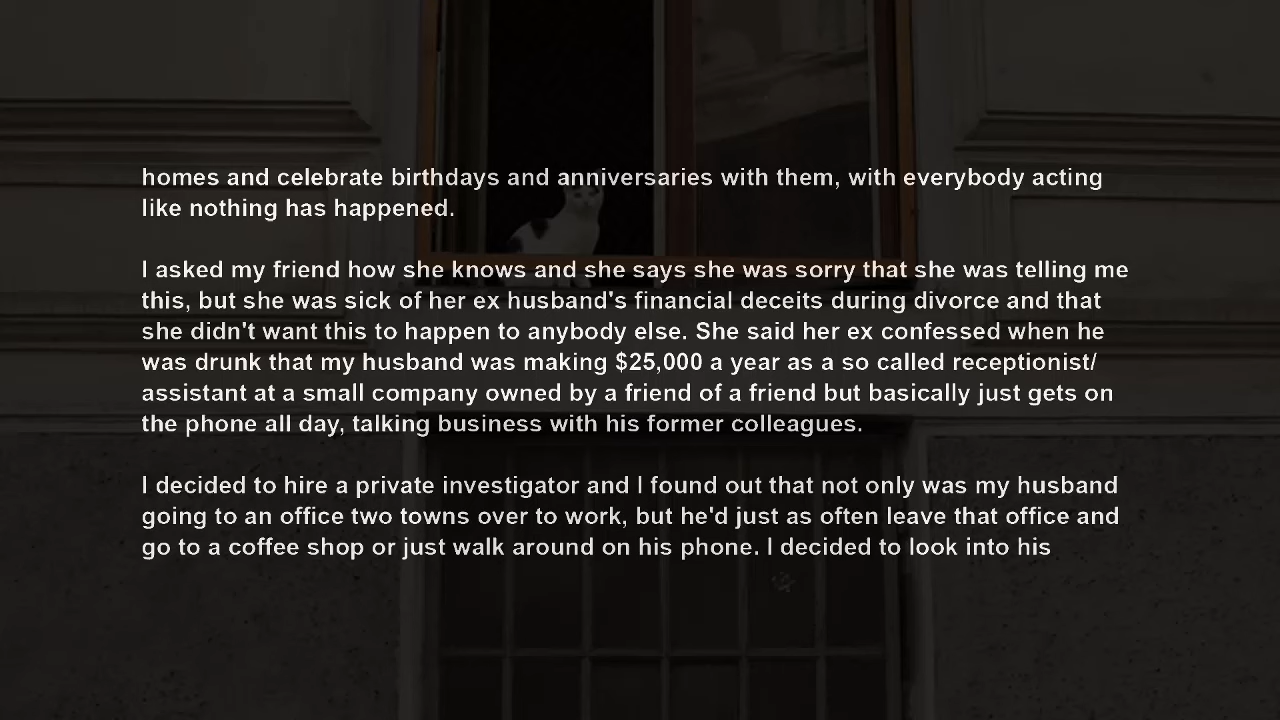 homes and celebrate birthdays and anniversaries with them, with everybody acting
like nothing has happened.
I asked my friend how she knows and she says she was sorry that she was telling me
this, but she was sick of her ex husband's financial deceits during divorce and that
she didn't want this to happen to anybody else. She said her ex confessed when he
was drunk that my husband was making $25,000 a year as a so called receptionist/
assistant at a small company owned by a friend of a friend but basically just gets on
the phone all day, talking business with his former colleagues.
I decided to hire a private investigator and I found out that not only was my husband
going to an office two towns over to work, but he'd just as often leave that office and
go to a coffee shop or just walk around on his phone. I decided to look into his